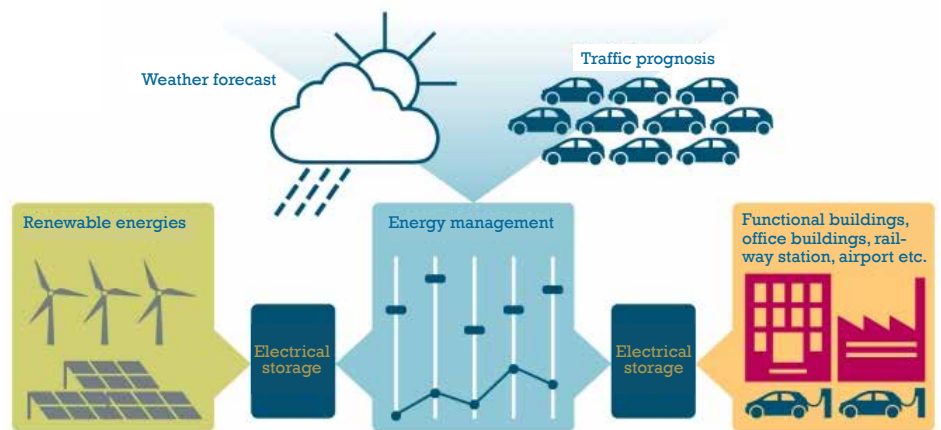 Weather forecast
Traffic prognosis
Renewable energies
Energy management
Functional buildings,
office buildings, rail-
way station, airport etc.
Electrical
storage
Electrical
storage